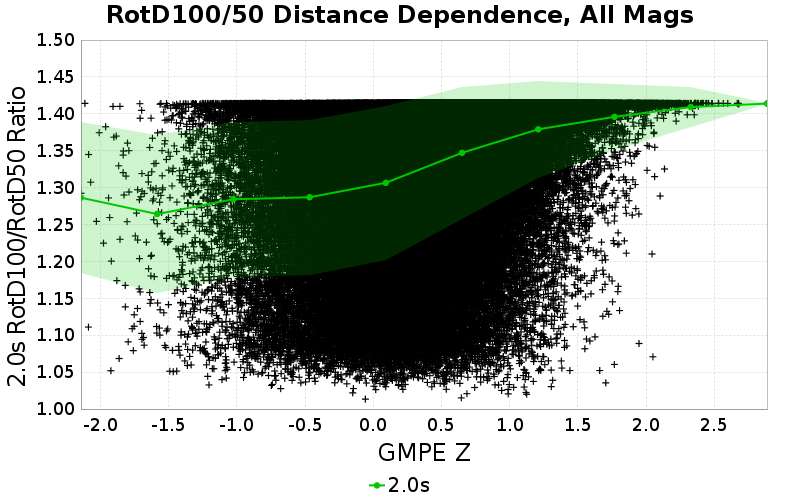 RotD100/50 Distance Dependence, All Mags
2.0s RotD100/RotD50 Ratio
1.50
1.45
1.40
1.35
1.30
1.25
1.20
1.15
1.10
1.05
1.00
-2.0 -1.5 -1.0 -0.5 0.0 0.5 1.0 1.5 2.0 2.5
GMPE Z
2.0s